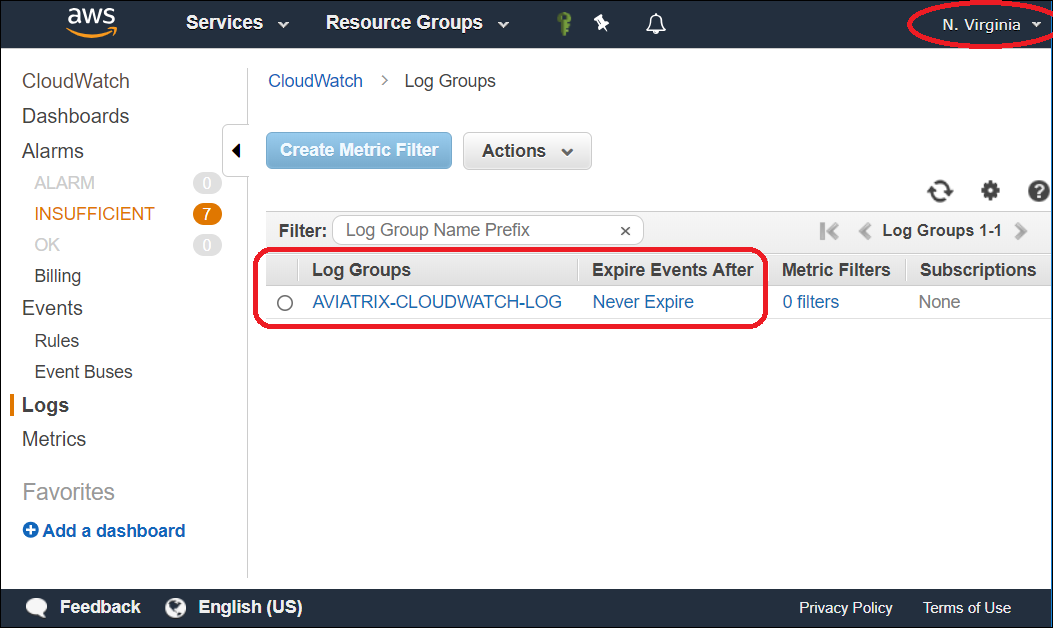 aws Services Resource Groups N. Virginia
CloudWatch
Dashboards
Alarms
ALARM 0
INSUFFICIENT 7
OK 0
Billing
Events
Rules
Event Buses
Logs
Metrics
Favorites
Add a dashboard
CloudWatch > Log Groups
Create Metric Filter Actions
?
Filter: Log Group Name Prefix × Log Groups 1-1
Log Groups Expire Events After Metric Filters Subscriptions
AVIATRIX-CLOUDWATCH-LOG Never Expire 0 filters None
Feedback English (US) Privacy Policy Terms of Use